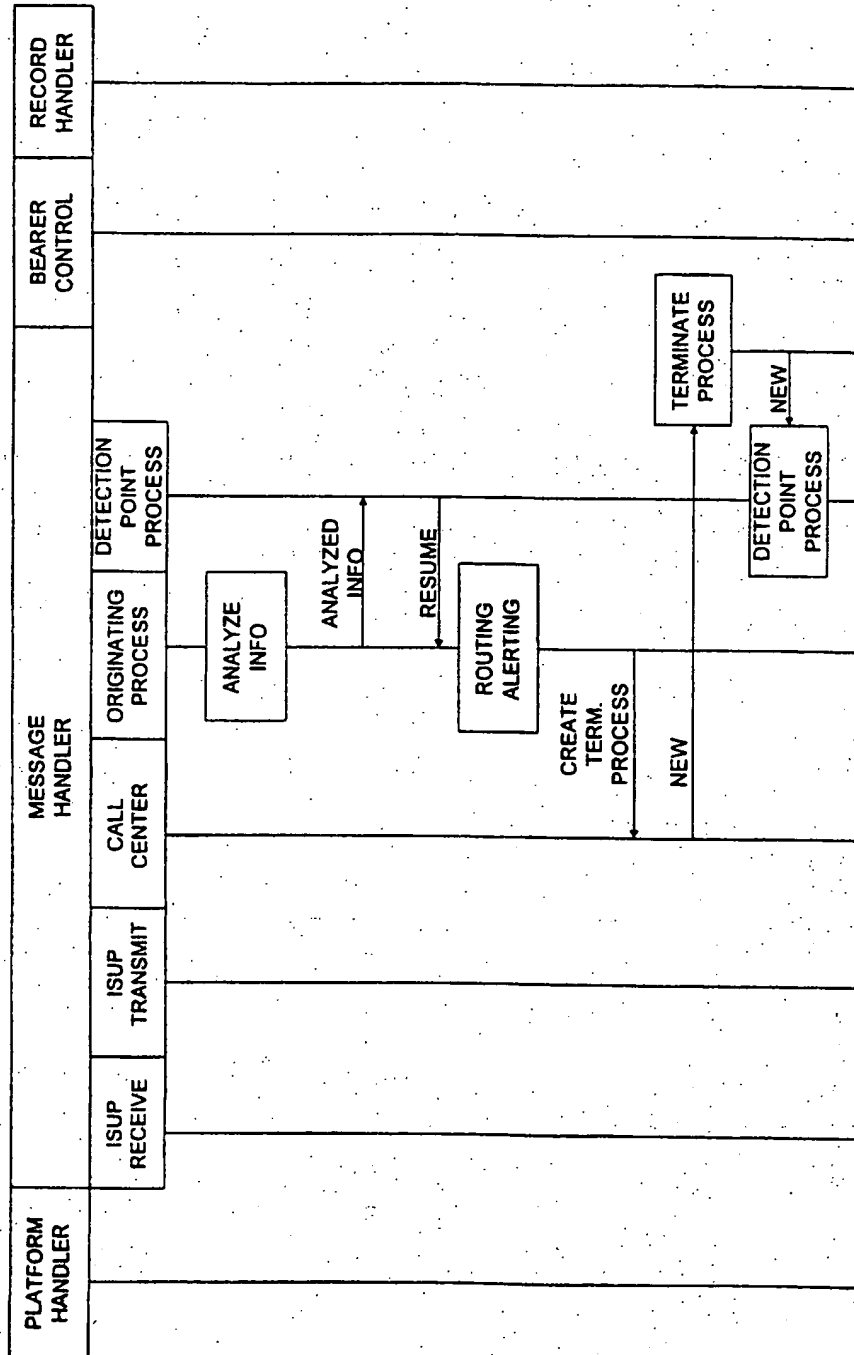 PLATFORM
HANDLER
MESSAGE
HANDLER
BEARER
CONTROL
RECORD
HANDLER
ISUP
RECEIVE
ISUP
TRANSMIT
CALL
CENTER
ORIGINATING
PROCESS
DETECTION
POINT
PROCESS
ANALYZE
INFO
ANALYZED
INFO
RESUME
ROUTING
ALERTING
CREATE
TERM.
PROCESS
NEW
TERMINATE
PROCESS
NEW
DETECTION
POINT
PROCESS